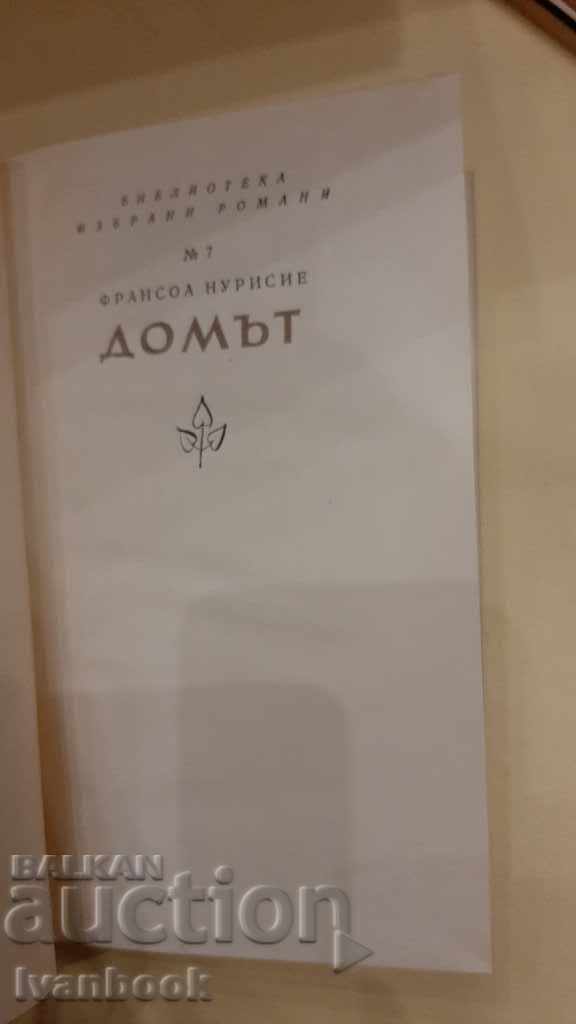 БИБЛИОТЕКА
ИЗБРАНИ РОМАНИ
№ 7
ФРАНСОА НУРИСИЕ
ДОМЪТ
BALKAN
auction
Ivanbook